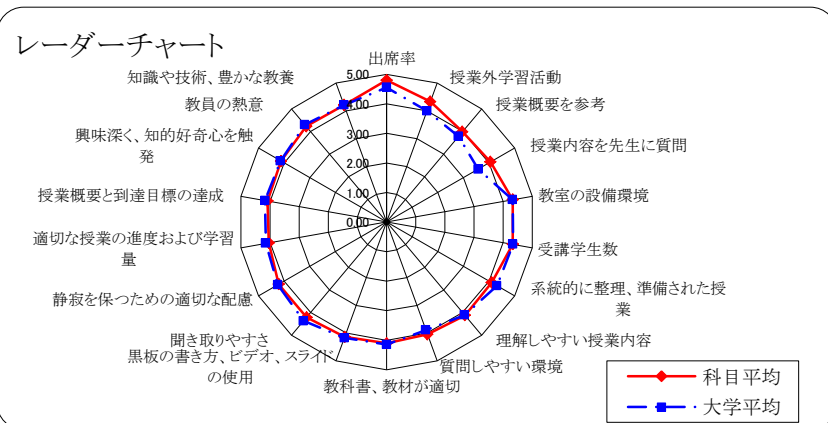 レーダーチャート
出席率
授業外学習活動
授業概要を参考
授業内容を先生に質問
教室の設備環境
受講学生数
系統的に整理、準備された授
業
理解しやすい授業内容
質問しやすい環境
教科書、教材が適切
黒板の書き方、ビデオ、スライド
の使用
聞き取りやすさ
静寂を保つための適切な配慮
適切な授業の進度および学習
量
授業概要と到達目標の達成
興味深く、知的好奇心を触
発
教員の熱意
知識や技術、豊かな教養
5.00
4.00
3.00
2.00
1.00
0.00
科目平均
大学平均